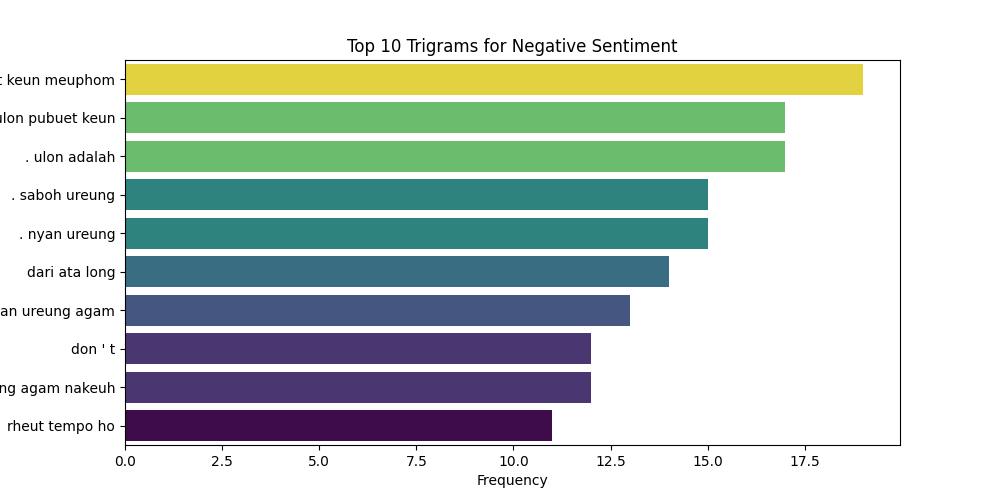 Top 10 Trigrams for Negative Sentiment
keun meuphom
pubuet keun
. ulon adalah
. saboh ureung
. nyan ureung
dari ata long
ureung agam
don ' t
agam nakeuh
rheut tempo ho
0.0 2.5 5.0 7.5 10.0 12.5 15.0 17.5
Frequency